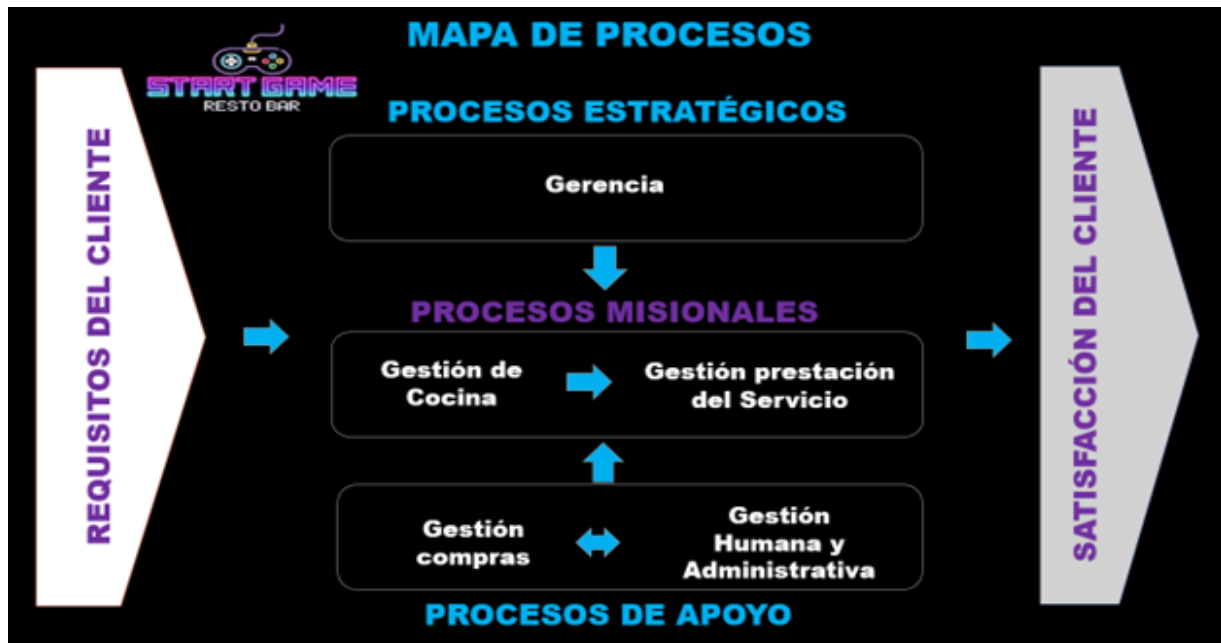 MAPA DE PROCESOS
START GAME
RESTO BAR
PROCESOS ESTRATÉGICOS
Gerencia
REQUISITOS DEL CLIENTE
PROCESOS MISIONALES
Gestión de
Cocina
Gestión prestación
del Servicio
SATISFACCIÓN DEL CLIENTE
Gestión
compras
Gestión
Humana y
Administrativa
PROCESOS DE APOYO